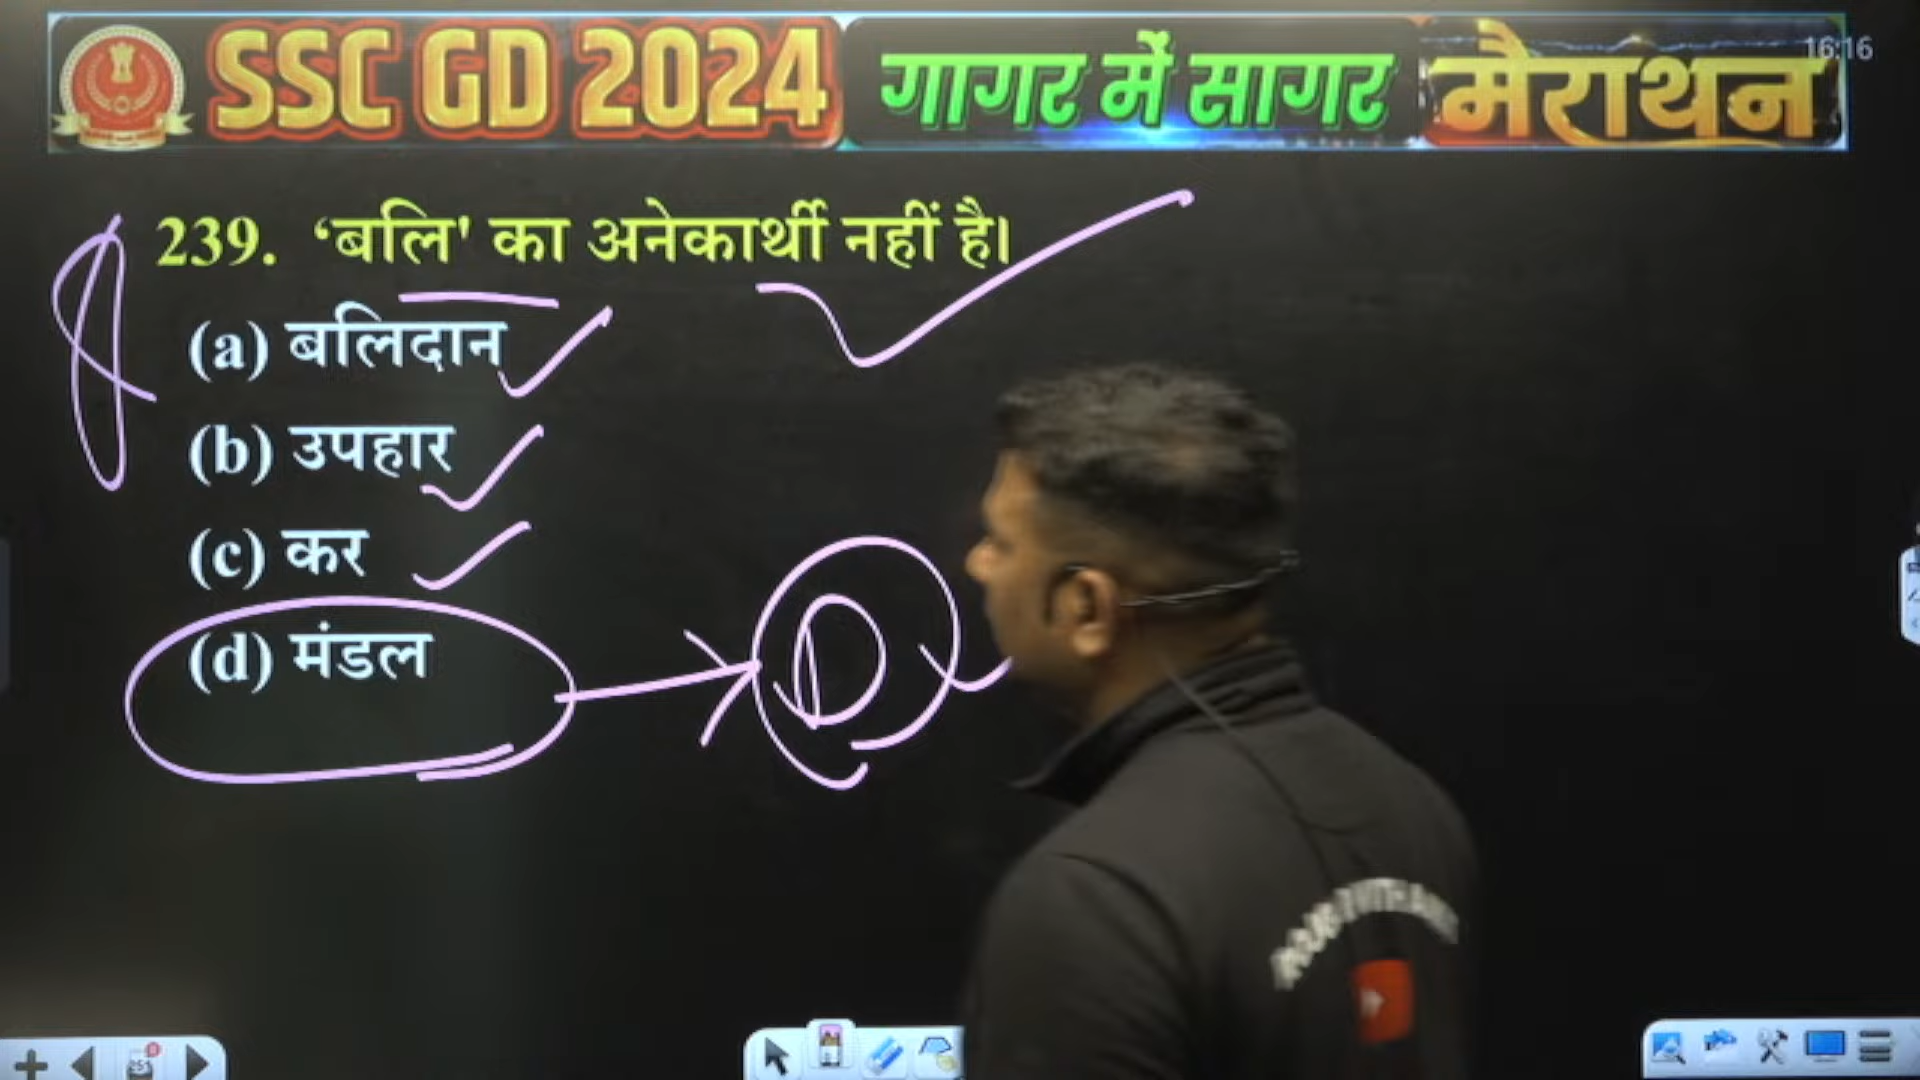 SSC GD 2024 गागर में सागर मैराथन
16:16
239. ‘बलि' का अनेकार्थी नहीं है।
(a) बलिदान
(b) उपहार
(c) कर
(d) मंडल
D